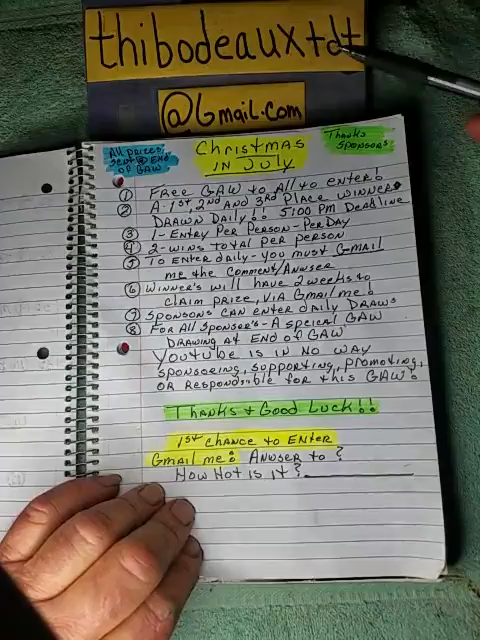 thibodeauxtdt
@Gmail.com
All prizes
sent @ End
of GAW
Christmas
IN July
Thanks
Sponsors
① Free GAW to All to enter!
② A 1st, 2nd AND 3rd Place WINNER
DRAWN DAILY!! 5:00 PM Deadline
③ 1-Entry Per Person-Per Day
④ 2-wins total per person
⑤ To Enter daily-you must Gmail
me the Comment/Anwser
⑥ Winner's will have 2 weeks to
claim prize, via Gmail me!
⑦ Sponsors can enter daily Draws
⑧ For All Sponsor's-A special GAW
Drawing at End of GAW
Youtube is in no way
sponsoring, supporting, promoting,
or Responsible for this GAW!
Thanks + Good Luck!!
1st chance to Enter
Gmail me: Anwser to?
How Hot is it?